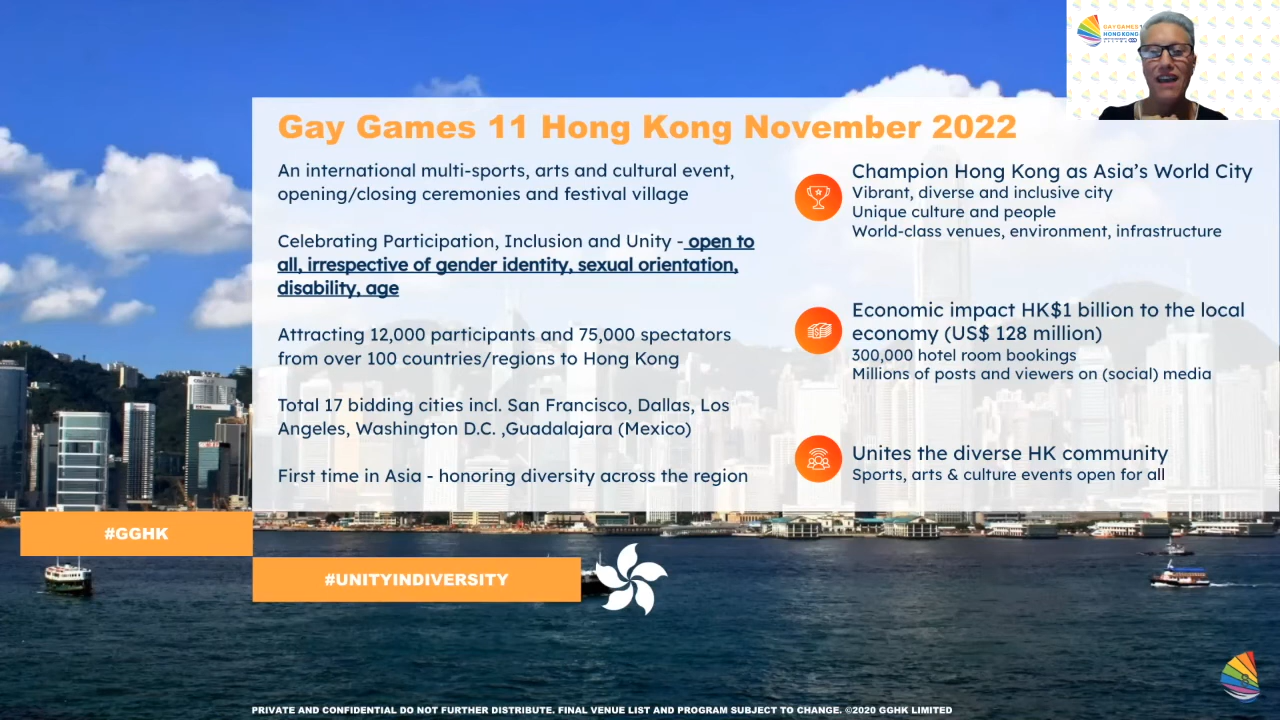 GAY GAMES
HONG KONG
Gay Games 11 Hong Kong November 2022
An international multi-sports, arts and cultural event,
opening/closing ceremonies and festival village
Celebrating Participation, Inclusion and Unity - open to
all, irrespective of gender identity, sexual orientation,
disability, age
Attracting 12,000 participants and 75,000 spectators
from over 100 countries/regions to Hong Kong
Total 17 bidding cities incl. San Francisco, Dallas, Los
Angeles, Washington D.C. ,Guadalajara (Mexico)
First time in Asia - honoring diversity across the region
Champion Hong Kong as Asia's World City
Vibrant, diverse and inclusive city
Unique culture and people
World-class venues, environment, infrastructure
Economic impact HK$1 billion to the local
economy (US$ 128 million)
300,000 hotel room bookings
Millions of posts and viewers on (social) media
Unites the diverse HK community
Sports, arts & culture events open for all
#GGHK
#UNITYINDIVERSITY
PRIVATE AND CONFIDENTIAL DO NOT FURTHER DISTRIBUTE. FINAL VENUE LIST AND PROGRAM SUBJECT TO CHANGE. ©2020 GGHK LIMITED